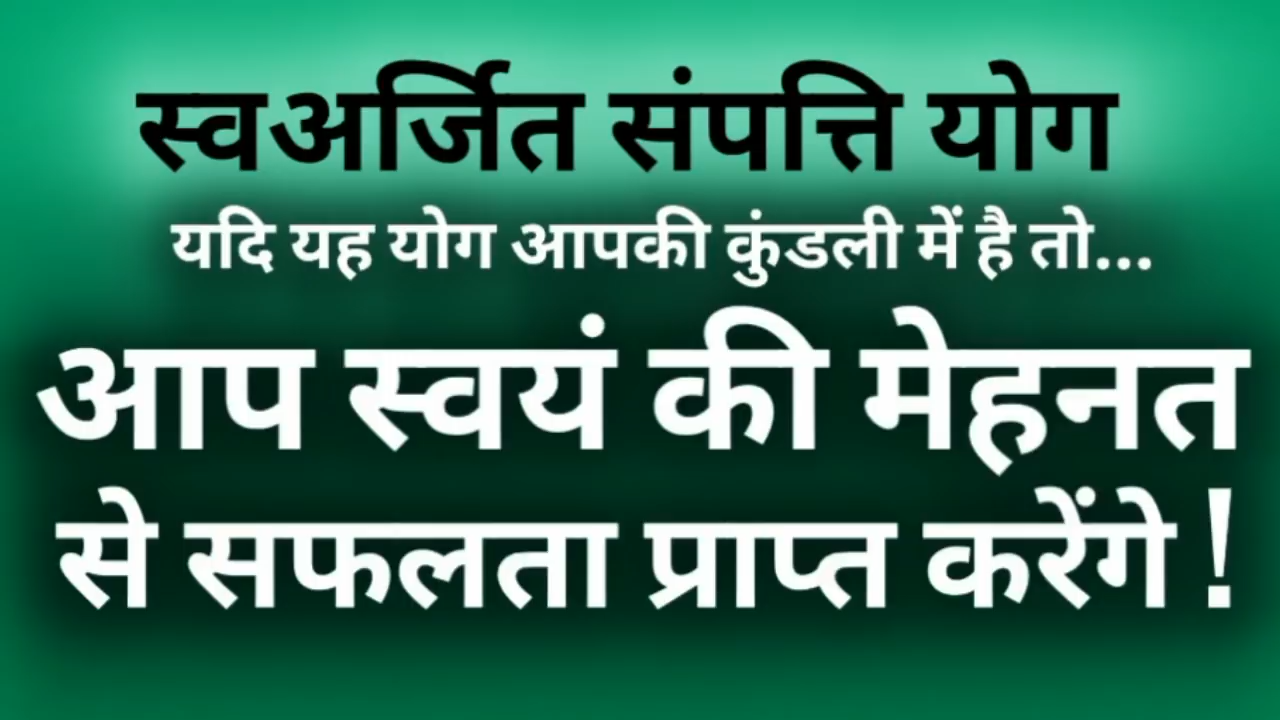 स्वअर्जित संपत्ति योग
यदि यह योग आपकी कुंडली में है तो...
आप स्वयं की मेहनत
से सफलता प्राप्त करेंगे !